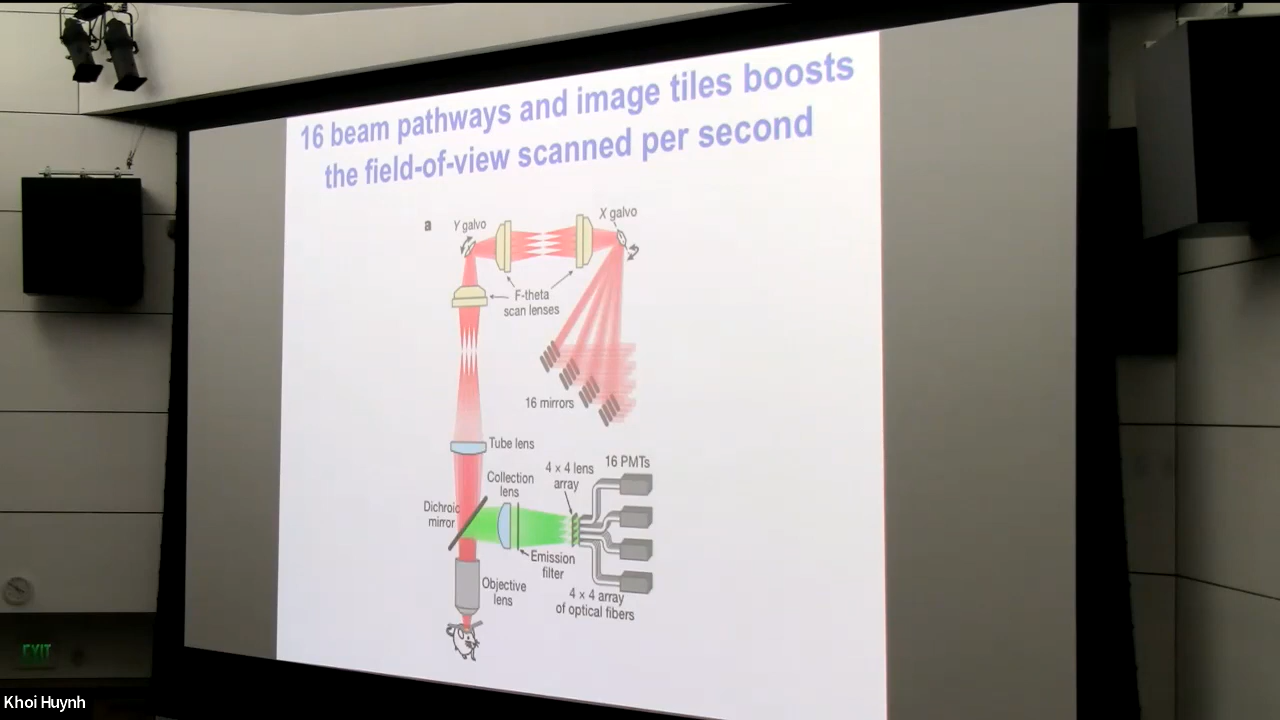 16 beam pathways and image tiles boosts
the field-of-view scanned per second
a
Y galvo
X galvo
F-theta
scan lenses
16 mirrors
Tube lens
Collection
lens
4 × 4 lens
array
16 PMTs
Dichroic
mirror
Emission
filter
Objective
lens
4 × 4 array
of optical fibers
EXIT
Khoi Huynh